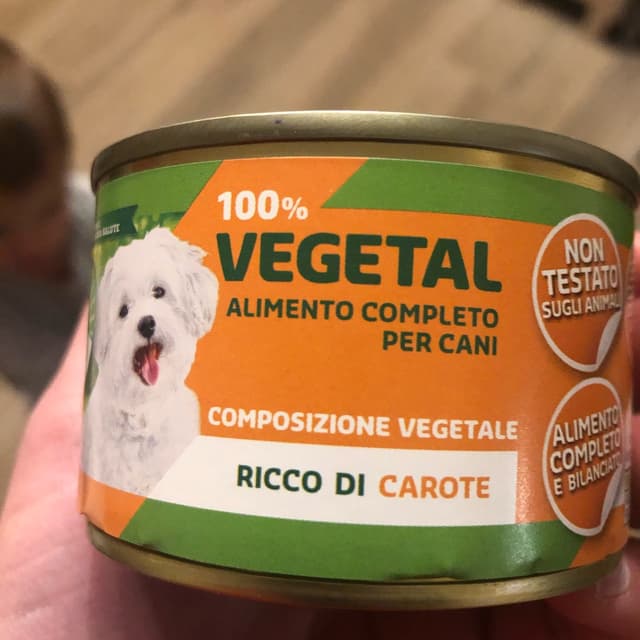 100%
VEGETAL
ALIMENTO COMPLETO
PER CANI
COMPOSIZIONE VEGETALE
RICCO DI CAROTE
NON
TESTATO
SUGLI ANIMALI
ALIMENTO
COMPLETO
E BILANCIATO